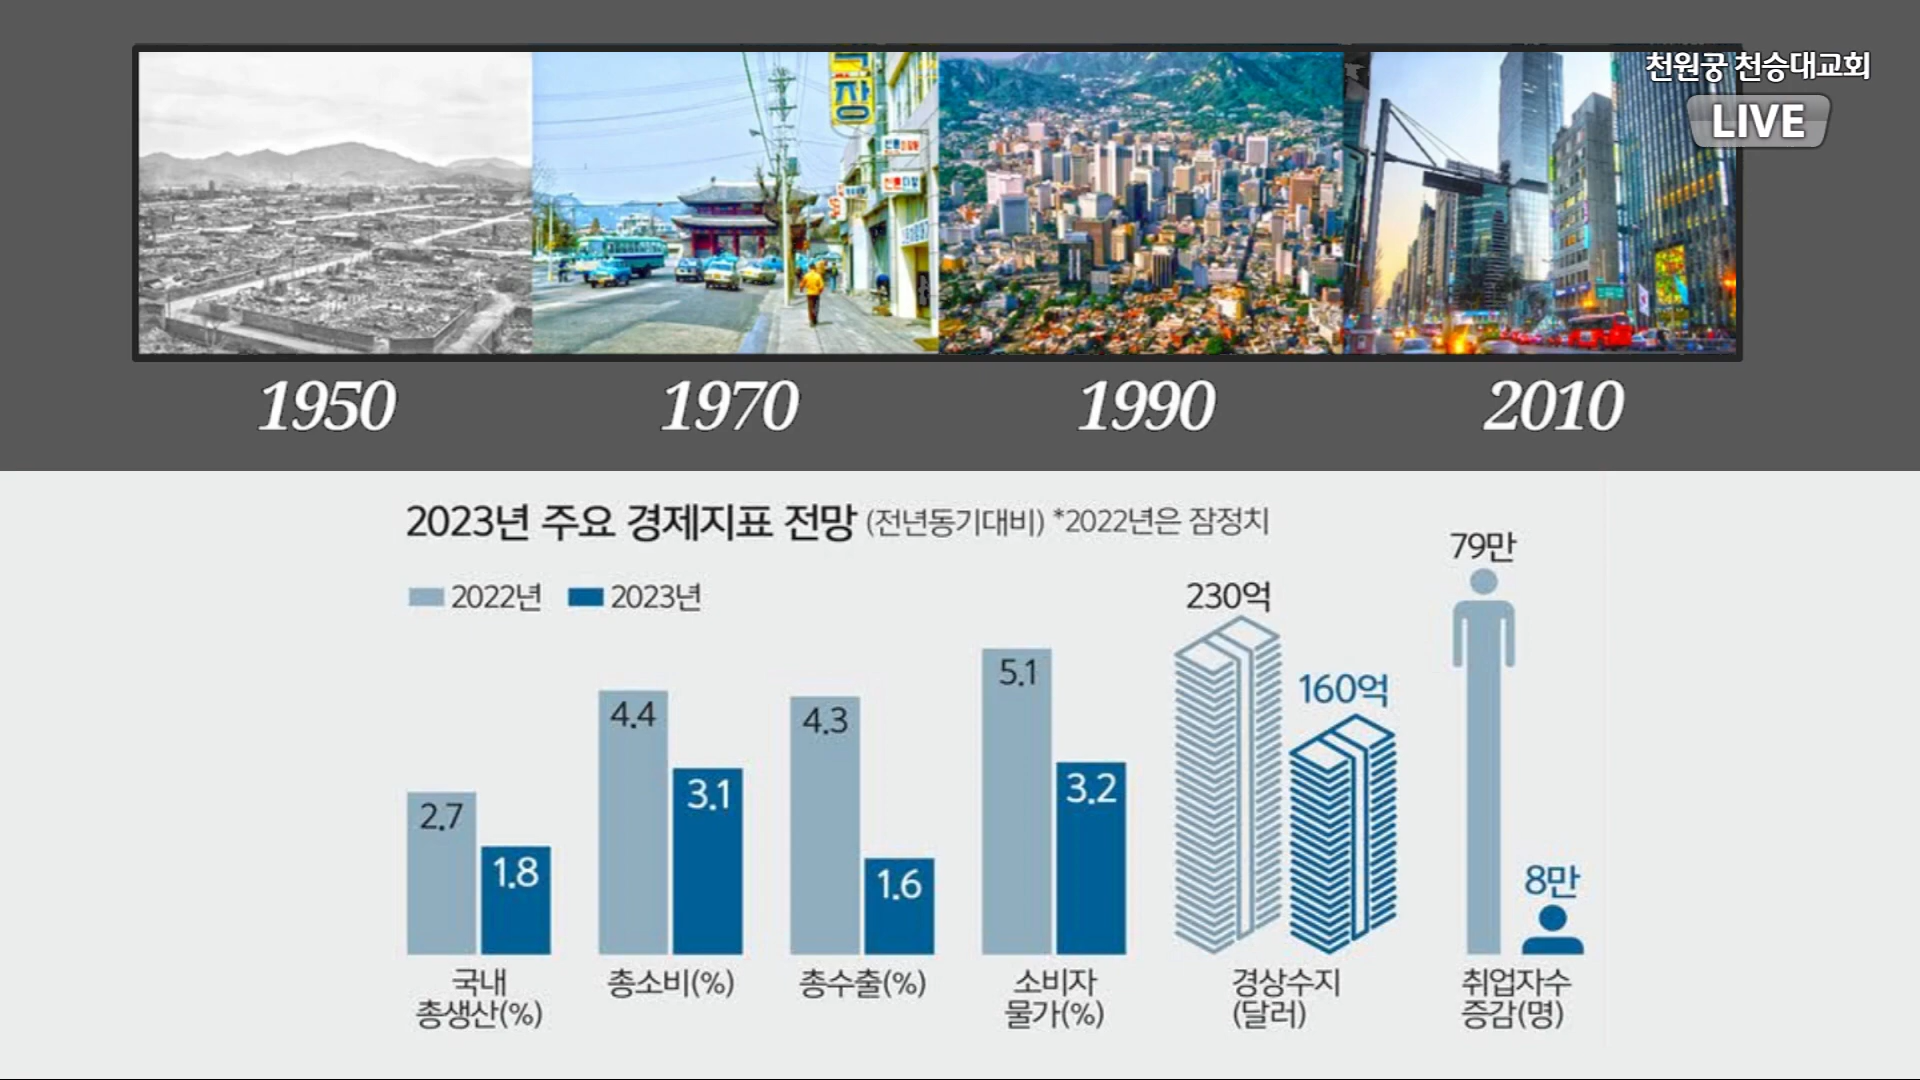 천원궁 천승대교회
LIVE
1950
1970
1990
2010
2023년 주요 경제지표 전망 (전년동기대비) *2022년은 잠정치
2022년
2023년
2.7
1.8
국내
총생산(%)
4.4
3.1
총소비(%)
4.3
1.6
총수출(%)
5.1
3.2
소비자
물가(%)
230억
160억
경상수지
(달러)
79만
8만
취업자수
증감(명)